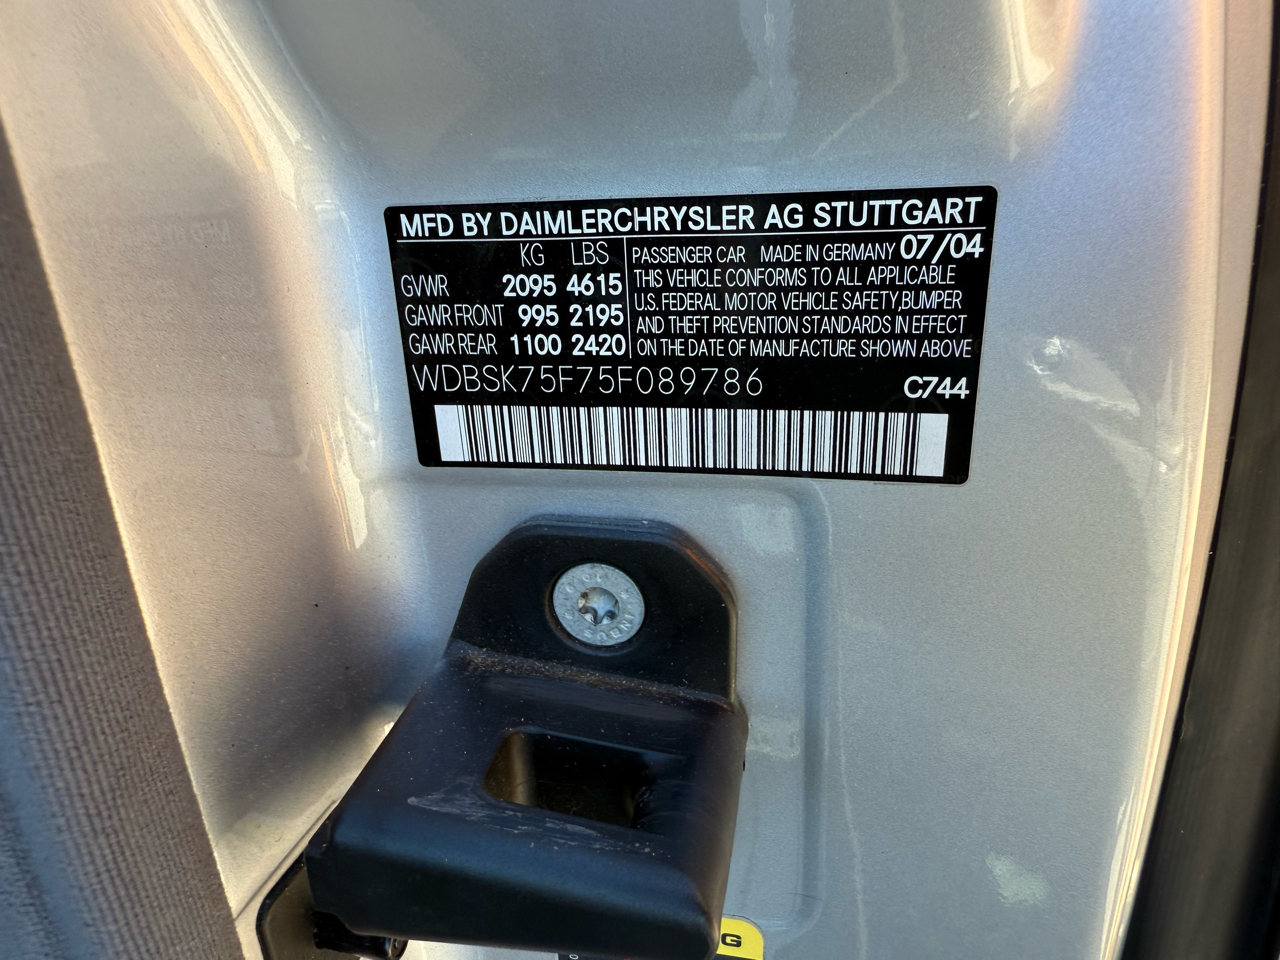 MFD BY DAIMLERCHRYSLER AG STUTTGART
KG LBS
GVWR 2095 4615
GAWR FRONT 995 2195
GAWR REAR 1100 2420
PASSENGER CAR MADE IN GERMANY 07/04
THIS VEHICLE CONFORMS TO ALL APPLICABLE
U.S. FEDERAL MOTOR VEHICLE SAFETY,BUMPER
AND THEFT PREVENTION STANDARDS IN EFFECT
ON THE DATE OF MANUFACTURE SHOWN ABOVE
WDBSK75F75F089786 C744